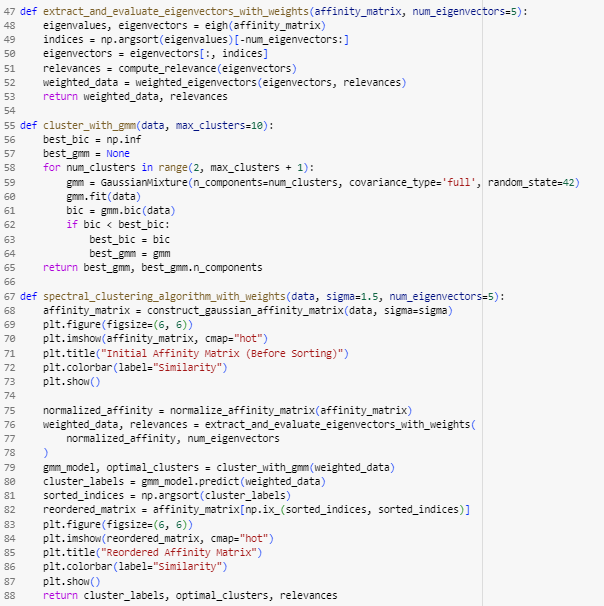 47 def extract_and_evaluate_eigenvectors_with_weights(affinity_matrix, num_eigenvectors=5):
48     eigenvalues, eigenvectors = eigh(affinity_matrix)
49     indices = np.argsort(eigenvalues)[-num_eigenvectors:]
50     eigenvectors = eigenvectors[:, indices]
51     relevances = compute_relevance(eigenvectors)
52     weighted_data = weighted_eigenvectors(eigenvectors, relevances)
53     return weighted_data, relevances
54
55 def cluster_with_gmm(data, max_clusters=10):
56     best_bic = np.inf
57     best_gmm = None
58     for num_clusters in range(2, max_clusters + 1):
59         gmm = GaussianMixture(n_components=num_clusters, covariance_type='full', random_state=42)
60         gmm.fit(data)
61         bic = gmm.bic(data)
62         if bic < best_bic:
63             best_bic = bic
64             best_gmm = gmm
65     return best_gmm, best_gmm.n_components
66
67 def spectral_clustering_algorithm_with_weights(data, sigma=1.5, num_eigenvectors=5):
68     affinity_matrix = construct_gaussian_affinity_matrix(data, sigma=sigma)
69     plt.figure(figsize=(6, 6))
70     plt.imshow(affinity_matrix, cmap="hot")
71     plt.title("Initial Affinity Matrix (Before Sorting)")
72     plt.colorbar(label="Similarity")
73     plt.show()
74
75     normalized_affinity = normalize_affinity_matrix(affinity_matrix)
76     weighted_data, relevances = extract_and_evaluate_eigenvectors_with_weights(
77         normalized_affinity, num_eigenvectors
78     )
79     gmm_model, optimal_clusters = cluster_with_gmm(weighted_data)
80     cluster_labels = gmm_model.predict(weighted_data)
81     sorted_indices = np.argsort(cluster_labels)
82     reordered_matrix = affinity_matrix[np.ix_(sorted_indices, sorted_indices)]
83     plt.figure(figsize=(6, 6))
84     plt.imshow(reordered_matrix, cmap="hot")
85     plt.title("Reordered Affinity Matrix")
86     plt.colorbar(label="Similarity")
87     plt.show()
88     return cluster_labels, optimal_clusters, relevances